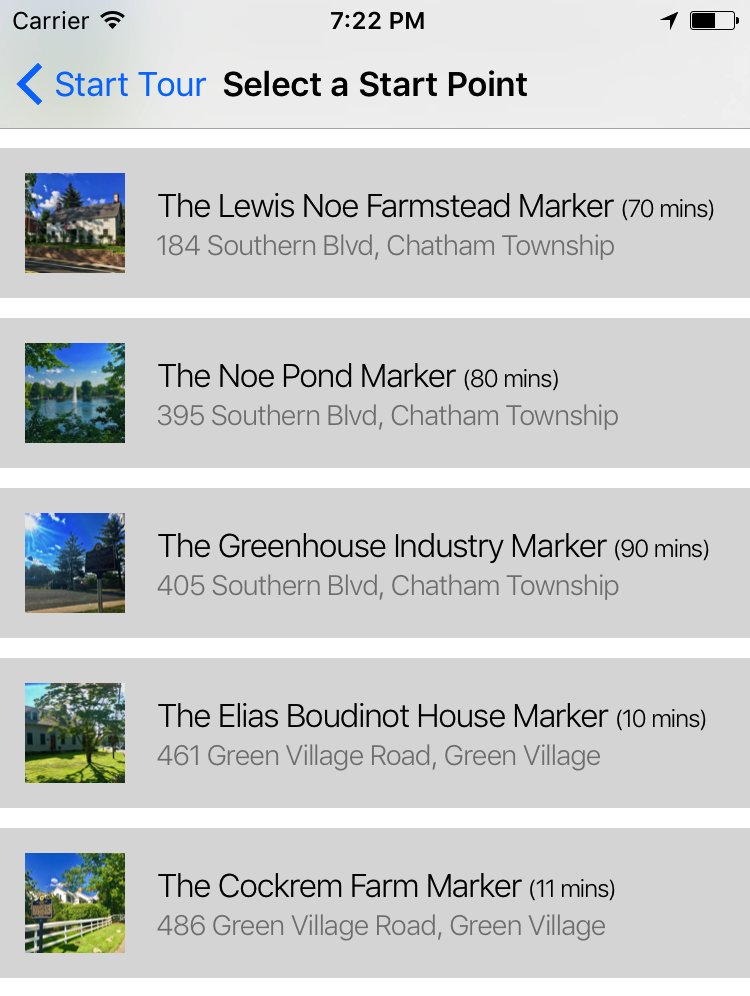 Carrier 7:22 PM
Start Tour Select a Start Point
The Lewis Noe Farmstead Marker (70 mins)
184 Southern Blvd, Chatham Township
The Noe Pond Marker (80 mins)
395 Southern Blvd, Chatham Township
The Greenhouse Industry Marker (90 mins)
405 Southern Blvd, Chatham Township
The Elias Boudinot House Marker (10 mins)
461 Green Village Road, Green Village
The Cockrem Farm Marker (11 mins)
486 Green Village Road, Green Village